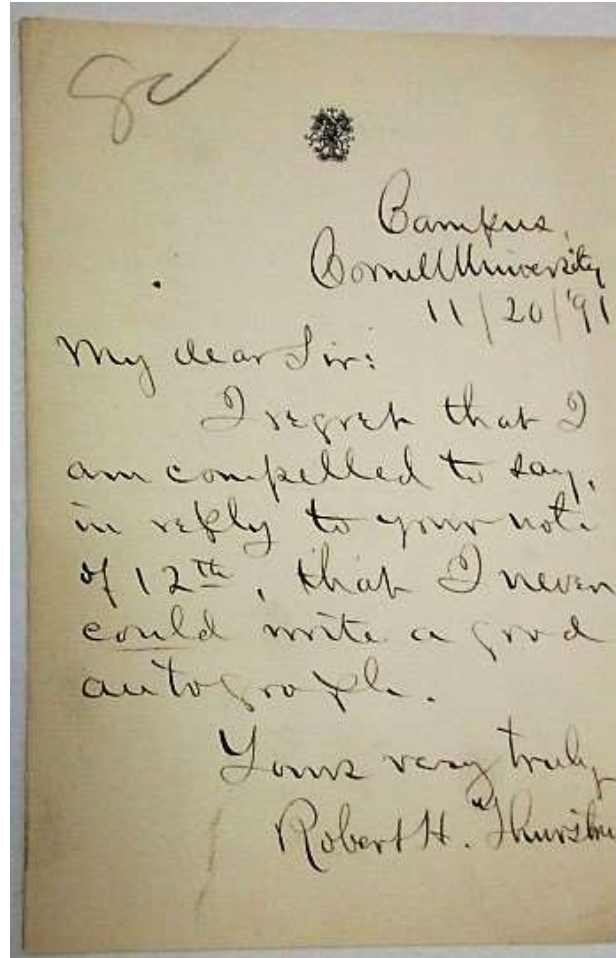 Campus,
Cornell University
11/20/'91
My dear Sir:
I regret that I
am compelled to say,
in reply to your note
of 12th, that I never
could write a good
autograph.
Yours very truly
Robert H. Thurston